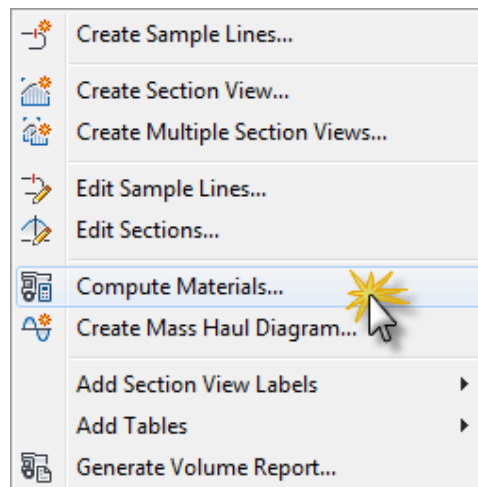 Create Sample Lines...
Create Section View...
Create Multiple Section Views...
Edit Sample Lines...
Edit Sections...
Compute Materials...
Create Mass Haul Diagram...
Add Section View Labels
Add Tables
Generate Volume Report...